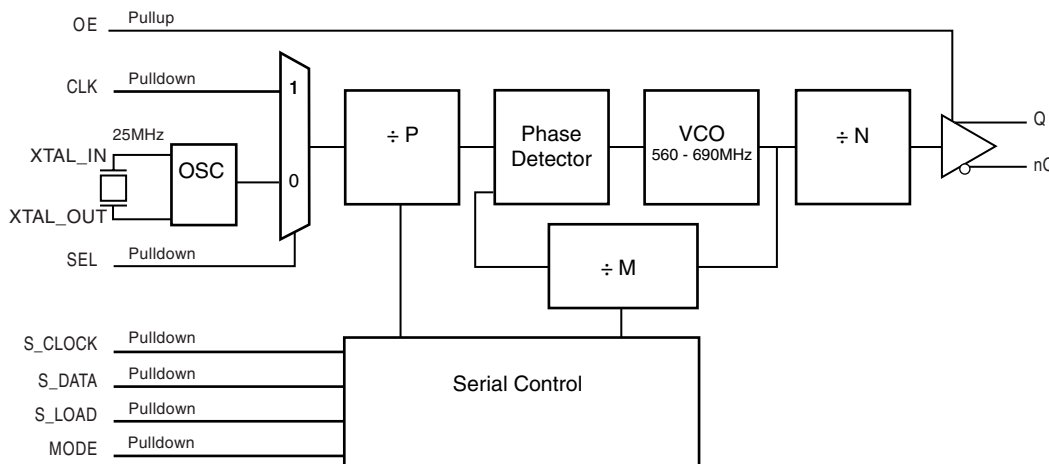 OE Pullup
CLK Pulldown
1
25MHz
XTAL_IN
OSC
0
XTAL_OUT
SEL Pulldown
÷ P
Phase
Detector
VCO
560 - 690MHz
÷ N
Q
nQ
÷ M
S_CLOCK Pulldown
S_DATA Pulldown
S_LOAD Pulldown
MODE Pulldown
Serial Control